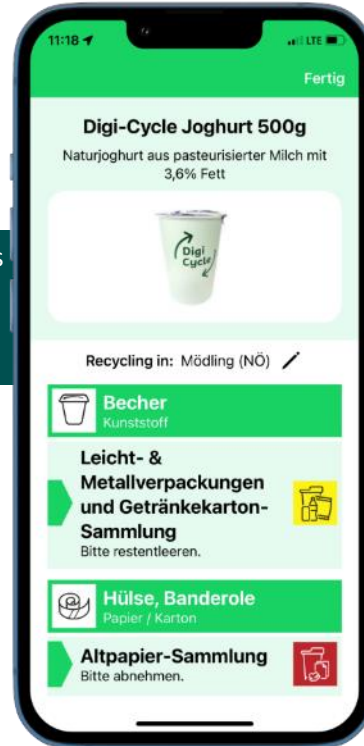 11:18
LTE
Fertig
Digi-Cycle Joghurt 500g
Naturjoghurt aus pasteurisierter Milch mit
3,6% Fett
Digi
Cycle
s
Recycling in: Mödling (NÖ)
Becher
Kunststoff
Leicht- &
Metallverpackungen
und Getränkekarton-
Sammlung
Bitte restentleeren.
Hülse, Banderole
Papier / Karton
Altpapier-Sammlung
Bitte abnehmen.